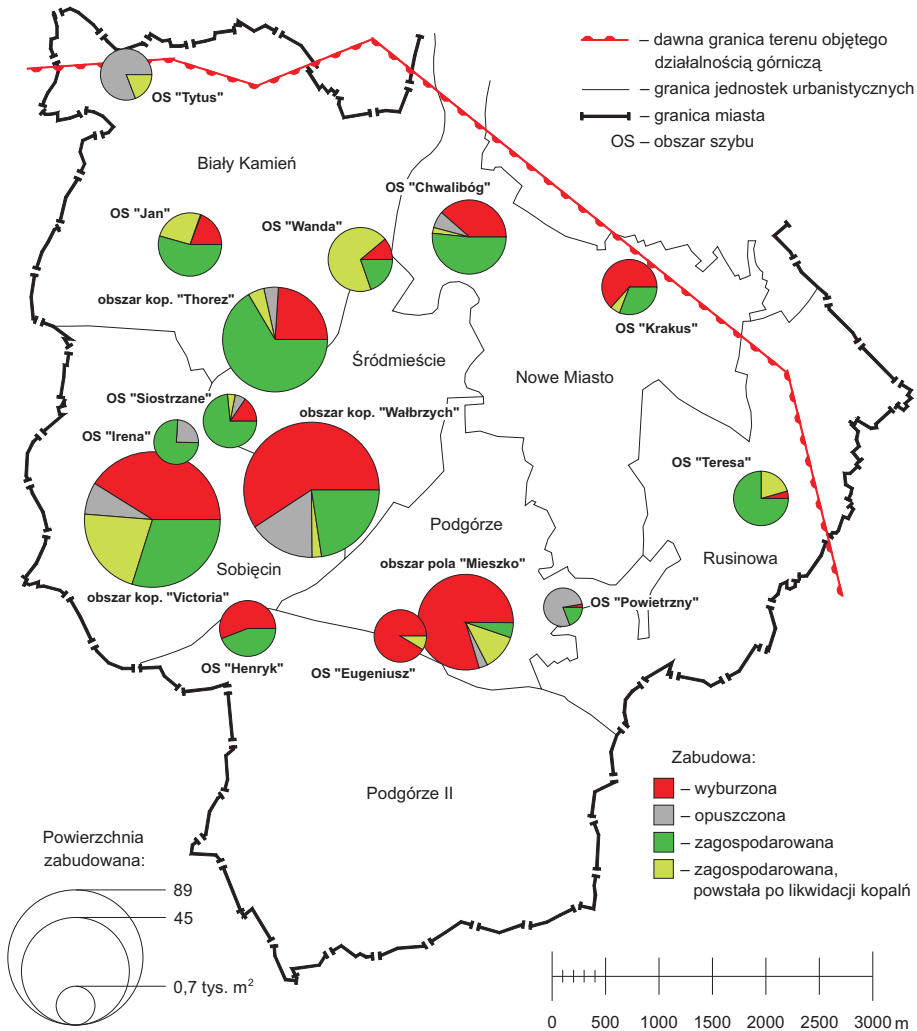 – dawna granica terenu objętego
działalnością górniczą
– granica jednostek urbanistycznych
– granica miasta
OS – obszar szybu
OS "Tytus"
Biały Kamień
OS "Chwalibóg"
OS "Jan"
OS "Wanda"
obszar kop. "Thorez"
OS "Krakus"
Śródmieście
Nowe Miasto
OS "Siostrzane"
obszar kop. "Wałbrzych"
OS "Irena"
OS "Teresa"
Podgórze
Rusinowa
obszar pola "Mieszko"
Sobięcin
obszar kop. "Victoria"
OS "Powietrzny"
OS "Henryk"
OS "Eugeniusz"
Podgórze II
Zabudowa:
– wyburzona
– opuszczona
– zagospodarowana
– zagospodarowana,
powstała po likwidacji kopalń
Powierzchnia
zabudowana:
89
45
0,7 tys. m²
0 500 1000 1500 2000 2500 3000 m